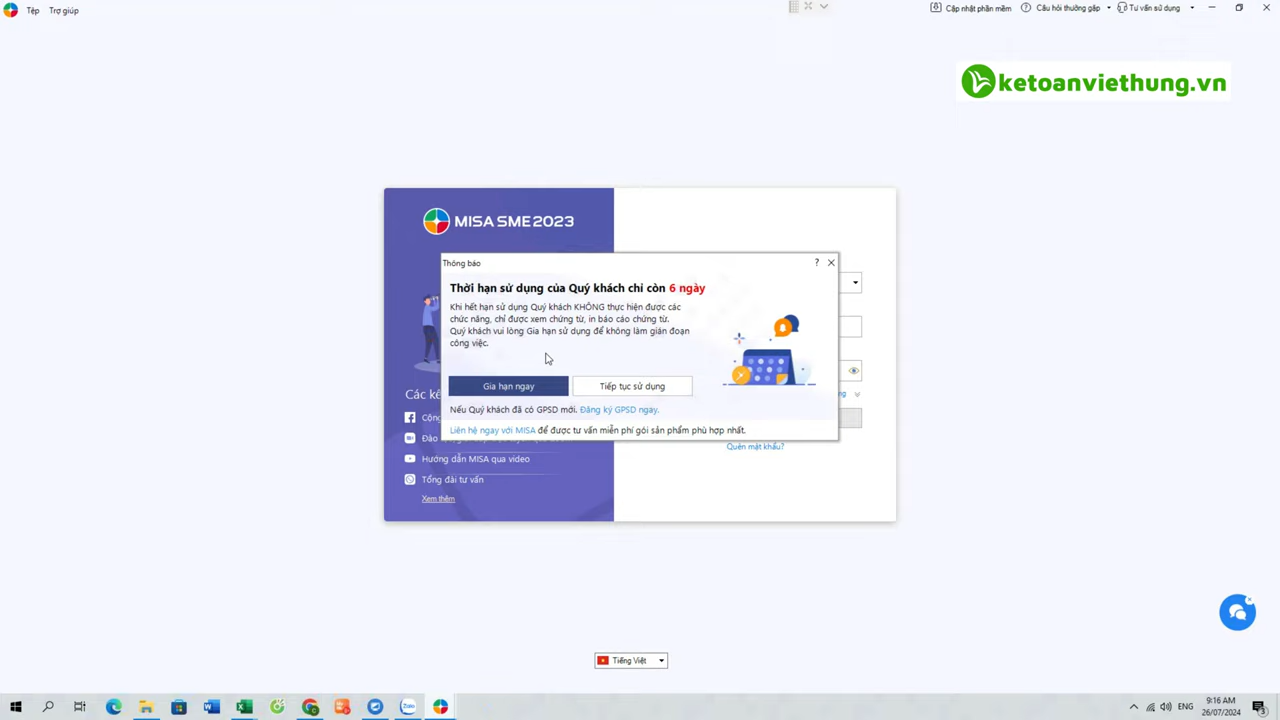 Tệp Trợ giúp
Cập nhật phần mềm Câu hỏi thường gặp Tư vấn sử dụng
ketoanviethung.vn
MISA SME 2023
Thông báo
Thời hạn sử dụng của Quý khách chỉ còn 6 ngày
Khi hết hạn sử dụng Quý khách KHÔNG thực hiện được các
chức năng, chỉ được xem chứng từ, in báo cáo chứng từ.
Quý khách vui lòng Gia hạn sử dụng để không làm gián đoạn
công việc.
Gia hạn ngay Tiếp tục sử dụng
Nếu Quý khách đã có GPSD mới. Đăng ký GPSD ngay.
Liên hệ ngay với MISA để được tư vấn miễn phí gói sản phẩm phù hợp nhất.
Các
Quên mật khẩu?
Hướng dẫn MISA qua video
Tổng đài tư vấn
Xem thêm
Tiếng Việt
Zalo
ENG
9:16 AM
26/07/2024